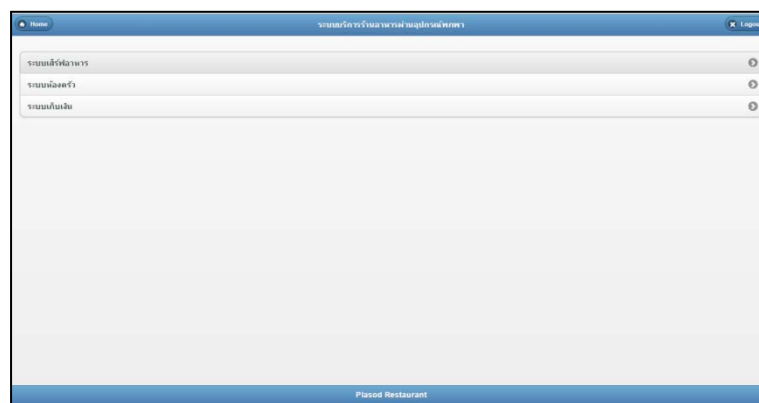 Home
ระบบบริการร้านอาหารผ่านอุปกรณ์พกพา
Logou
ระบบเสิร์ฟอาหาร
ระบบห้องครัว
ระบบเก็บเงิน
Plasod Restaurant